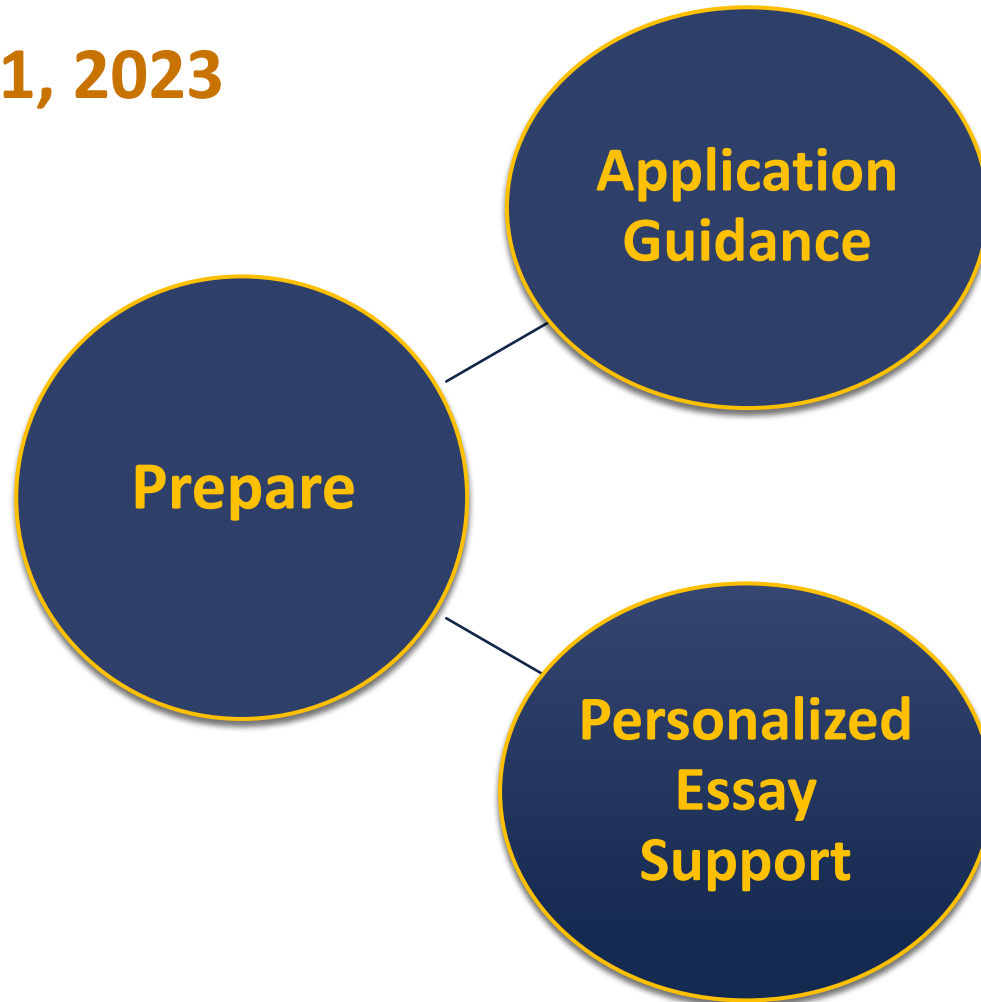 1, 2023
Application
Guidance
Prepare
Personalized
Essay
Support